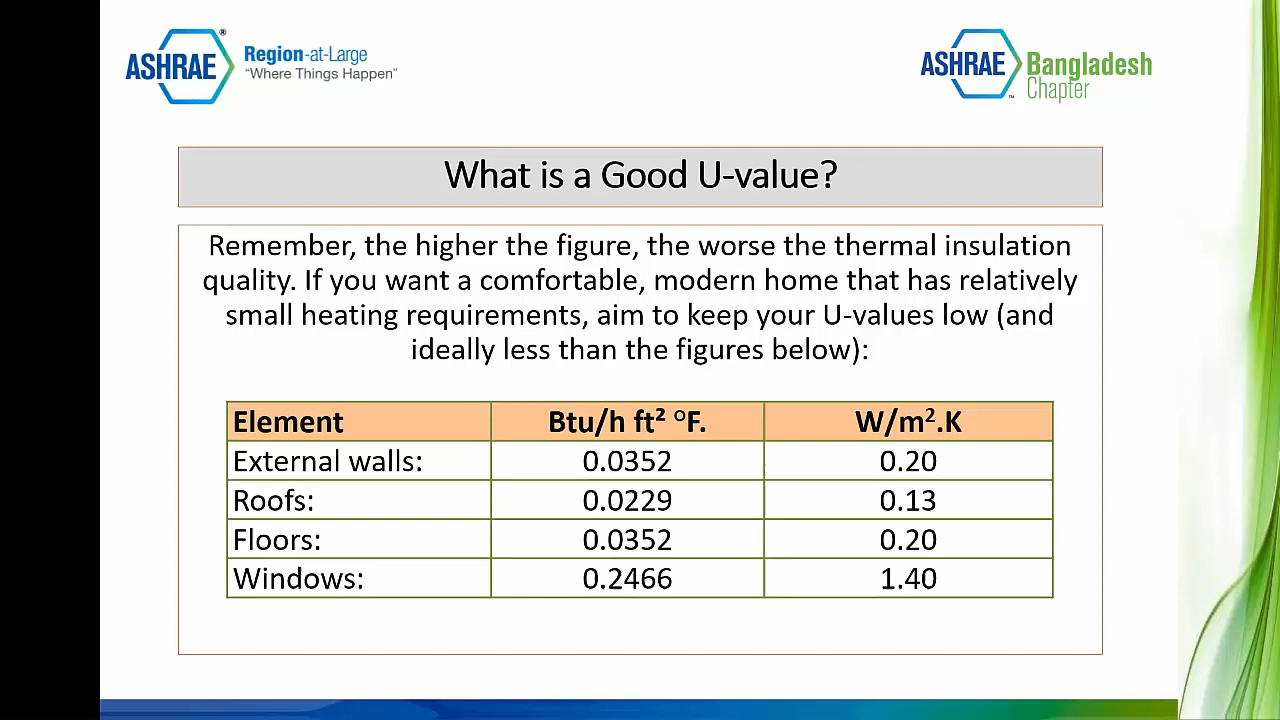 ASHRAE®
Region-at-Large
“Where Things Happen”
ASHRAE™
Bangladesh
Chapter
What is a Good U-value?
Remember, the higher the figure, the worse the thermal insulation
quality. If you want a comfortable, modern home that has relatively
small heating requirements, aim to keep your U-values low (and
ideally less than the figures below):
Element Btu/h ft² °F. W/m².K
External walls: 0.0352 0.20
Roofs: 0.0229 0.13
Floors: 0.0352 0.20
Windows: 0.2466 1.40